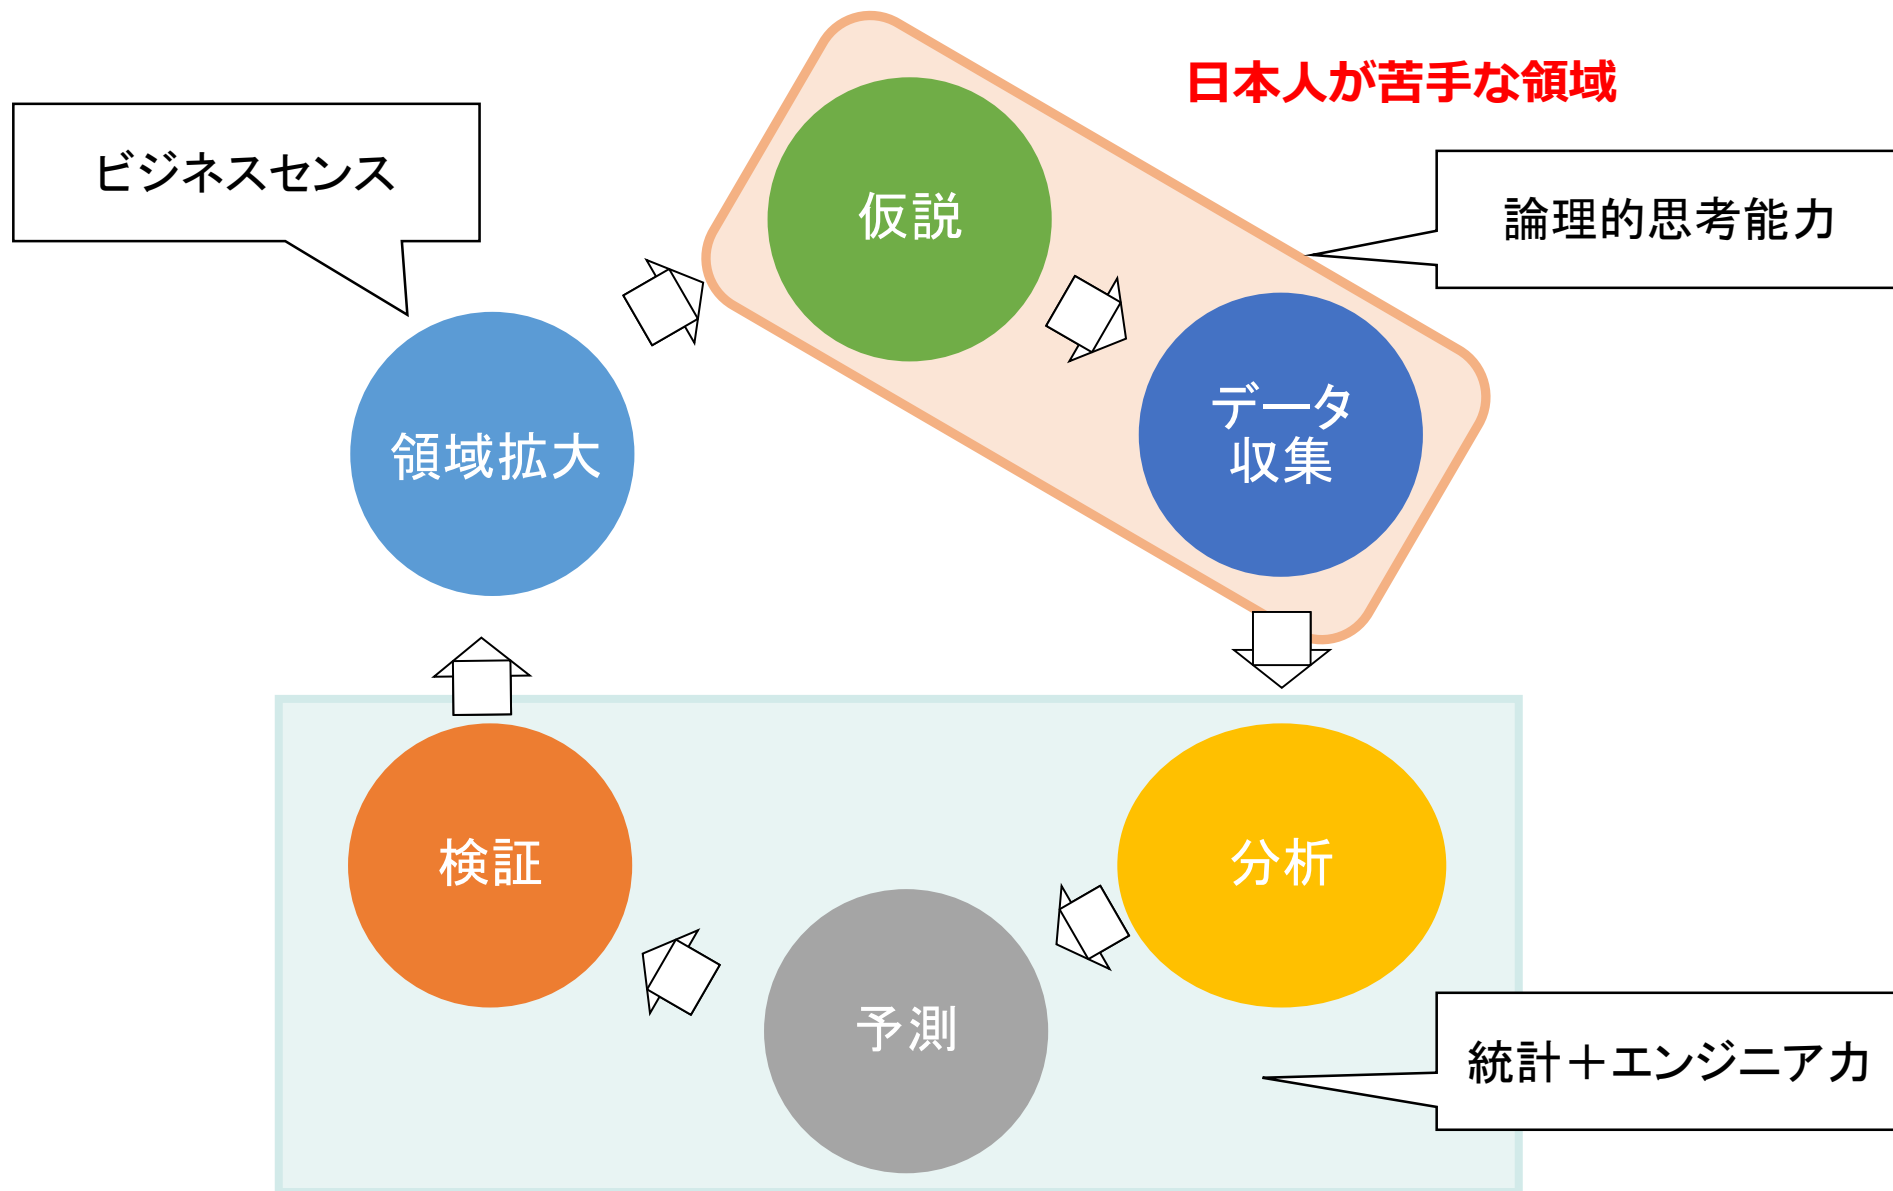 日本人が苦手な領域
ビジネスセンス
論理的思考能力
仮説
データ
収集
領域拡大
検証
分析
予測
統計＋エンジニア力